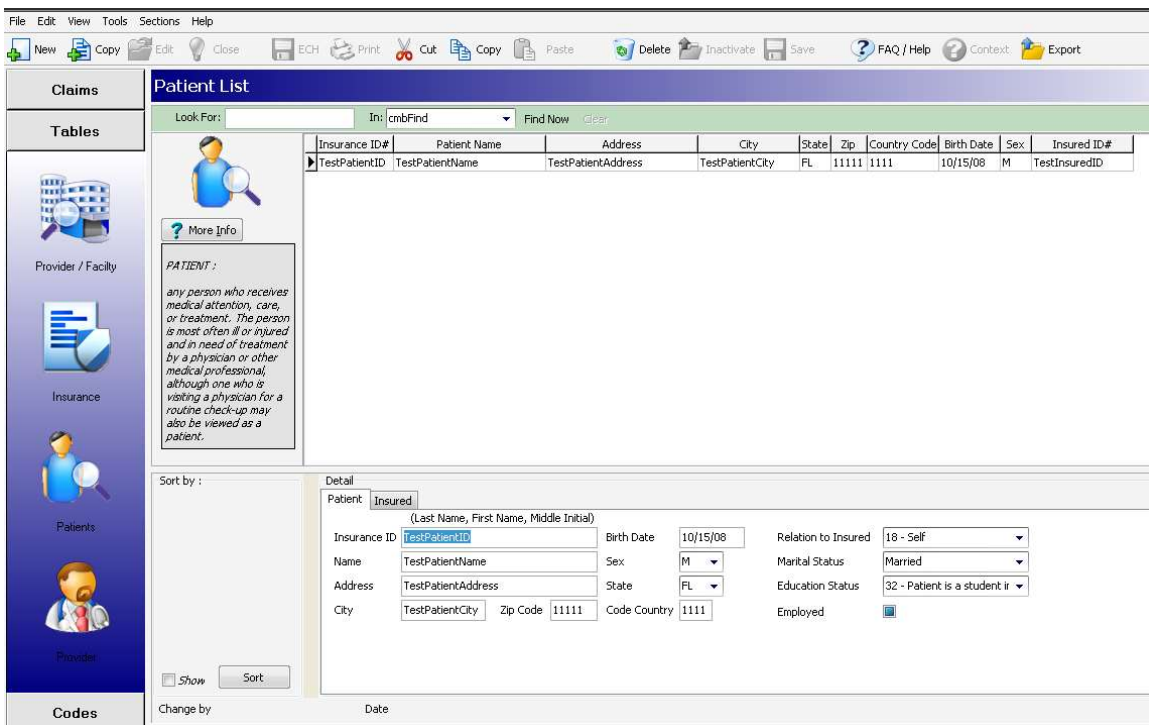 File Edit View Tools Sections Help
New Copy Edit Close ECH Print Cut Copy Paste Delete Inactivate Save FAQ / Help Context Export
Claims
Tables
Provider / Facilty
Insurance
Patients
Provider
Codes
Patient List
Look For: In: cmbFind Find Now Clear
More Info
PATIENT :
any person who receives
medical attention, care,
or treatment. The person
is most often ill or injured
and in need of treatment
by a physician or other
medical professional,
although one who is
visiting a physician for a
routine check-up may
also be viewed as a
patient.
Insurance ID# Patient Name Address City State Zip Country Code Birth Date Sex Insured ID#
TestPatientID TestPatientName TestPatientAddress TestPatientCity FL 11111 1111 10/15/08 M TestInsuredID
Sort by :
Show Sort
Detail
Patient Insured
(Last Name, First Name, Middle Initial)
Insurance ID TestPatientID Birth Date 10/15/08 Relation to Insured 18 - Self
Name TestPatientName Sex M Marital Status Married
Address TestPatientAddress State FL Education Status 32 - Patient is a student ir
City TestPatientCity Zip Code 11111 Code Country 1111 Employed
Change by Date